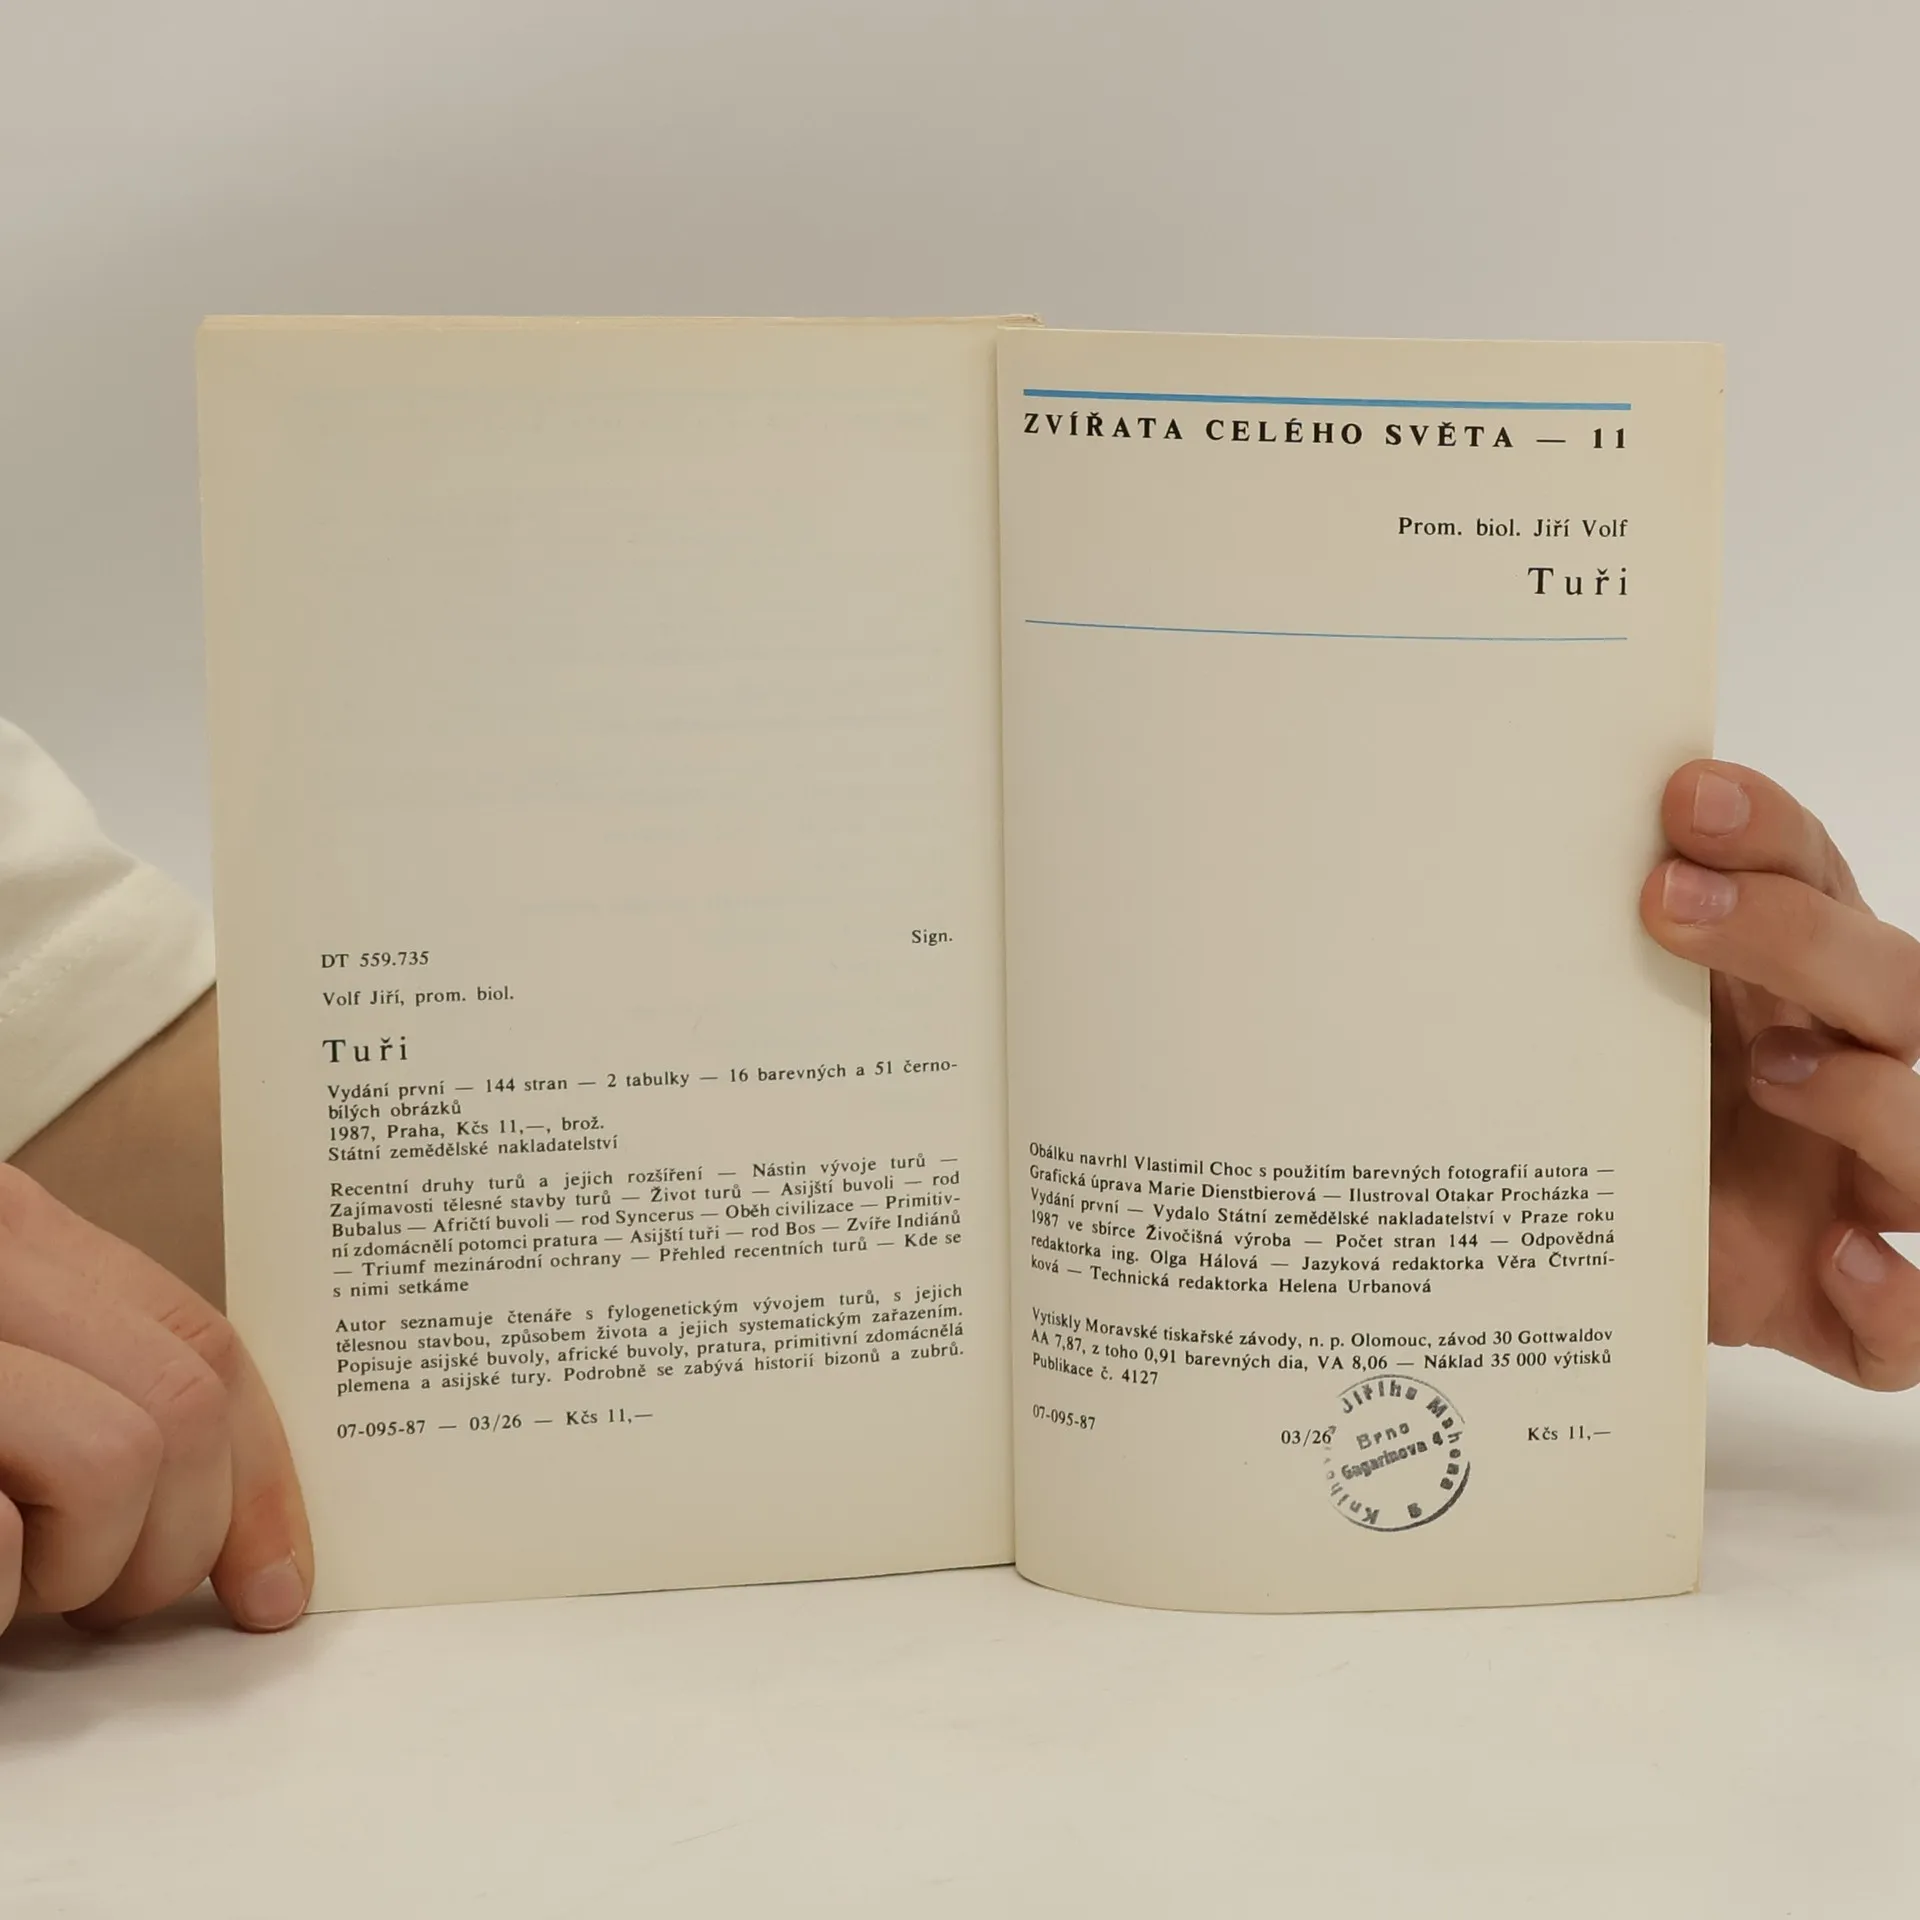 Sign.
DT 559.735
Volf Jiří, prom. biol.
Tuři
Vydání první — 144 stran — 2 tabulky — 16 barevných a 51 černo-
bílých obrázků
1987, Praha, Kčs 11,—, brož.
Státní zemědělské nakladatelství
Recentní druhy turů a jejich rozšíření — Nástin vývoje turů —
Zajímavosti tělesné stavby turů — Život turů — Asijští buvoli — rod
Bubalus — Afričtí buvoli — rod Syncerus — Oběh civilizace — Primitiv-
ní zdomácnělí potomci pratura — Asijští tuři — rod Bos — Zvíře Indiánů
— Triumf mezinárodní ochrany — Přehled recentních turů — Kde se
s nimi setkáme
Autor seznamuje čtenáře s fylogenetickým vývojem turů, s jejich
tělesnou stavbou, způsobem života a jejich systematickým zařazením.
Popisuje asijské buvoly, africké buvoly, pratura, primitivní zdomácnělá
plemena a asijské tury. Podrobně se zabývá historií bizonů a zubrů.
07-095-87 — 03/26 — Kčs 11,—
ZVÍŘATA CELÉHO SVĚTA — 11
Prom. biol. Jiří Volf
Tuři
Obálku navrhl Vlastimil Choc s použitím barevných fotografií autora —
Grafická úprava Marie Dienstbierová — Ilustroval Otakar Procházka —
Vydání první — Vydalo Státní zemědělské nakladatelství v Praze roku
1987 ve sbírce Živočišná výroba — Počet stran 144 — Odpovědná
redaktorka ing. Olga Hálová — Jazyková redaktorka Věra Čtvrtní-
ková — Technická redaktorka Helena Urbanová
Vytiskly Moravské tiskařské závody, n. p. Olomouc, závod 30 Gottwaldov
AA 7,87, z toho 0,91 barevných dia, VA 8,06 — Náklad 35 000 výtisků
Publikace č. 4127
07-095-87 03/26 Kčs 11,—
Knihovna Jiřího Mahena
Brno
Gagarinova 4
9